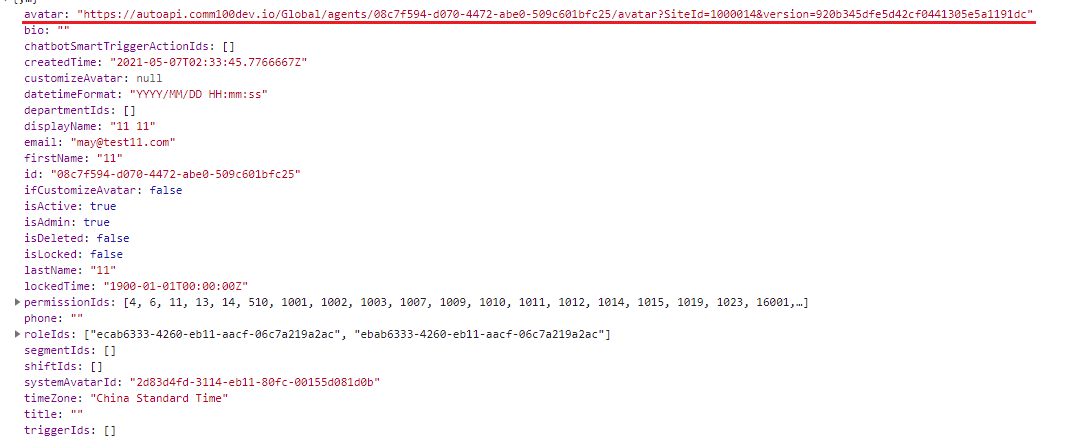 avatar: "https://autoapi.comm100dev.io/Global/agents/08c7f594-d070-4472-abe0-509c601bfc25/avatar?SiteId=1000014&version=920b345dfe5d42cf0441305e5a1191dc"
bio: ""
chatbotSmartTriggerActionIds: []
createdTime: "2021-05-07T02:33:45.7766667Z"
customizeAvatar: null
datetimeFormat: "YYYY/MM/DD HH:mm:ss"
departmentIds: []
displayName: "11 11"
email: "may@test11.com"
firstName: "11"
id: "08c7f594-d070-4472-abe0-509c601bfc25"
ifCustomizeAvatar: false
isActive: true
isAdmin: true
isDeleted: false
isLocked: false
lastName: "11"
lockedTime: "1900-01-01T00:00:00Z"
permissionIds: [4, 6, 11, 13, 14, 510, 1001, 1002, 1003, 1007, 1009, 1010, 1011, 1012, 1014, 1015, 1019, 1023, 16001,…]
phone: ""
roleIds: ["ecab6333-4260-eb11-aacf-06c7a219a2ac", "ebab6333-4260-eb11-aacf-06c7a219a2ac"]
segmentIds: []
shiftIds: []
systemAvatarId: "2d83d4fd-3114-eb11-80fc-00155d081d0b"
timeZone: "China Standard Time"
title: ""
triggerIds: []